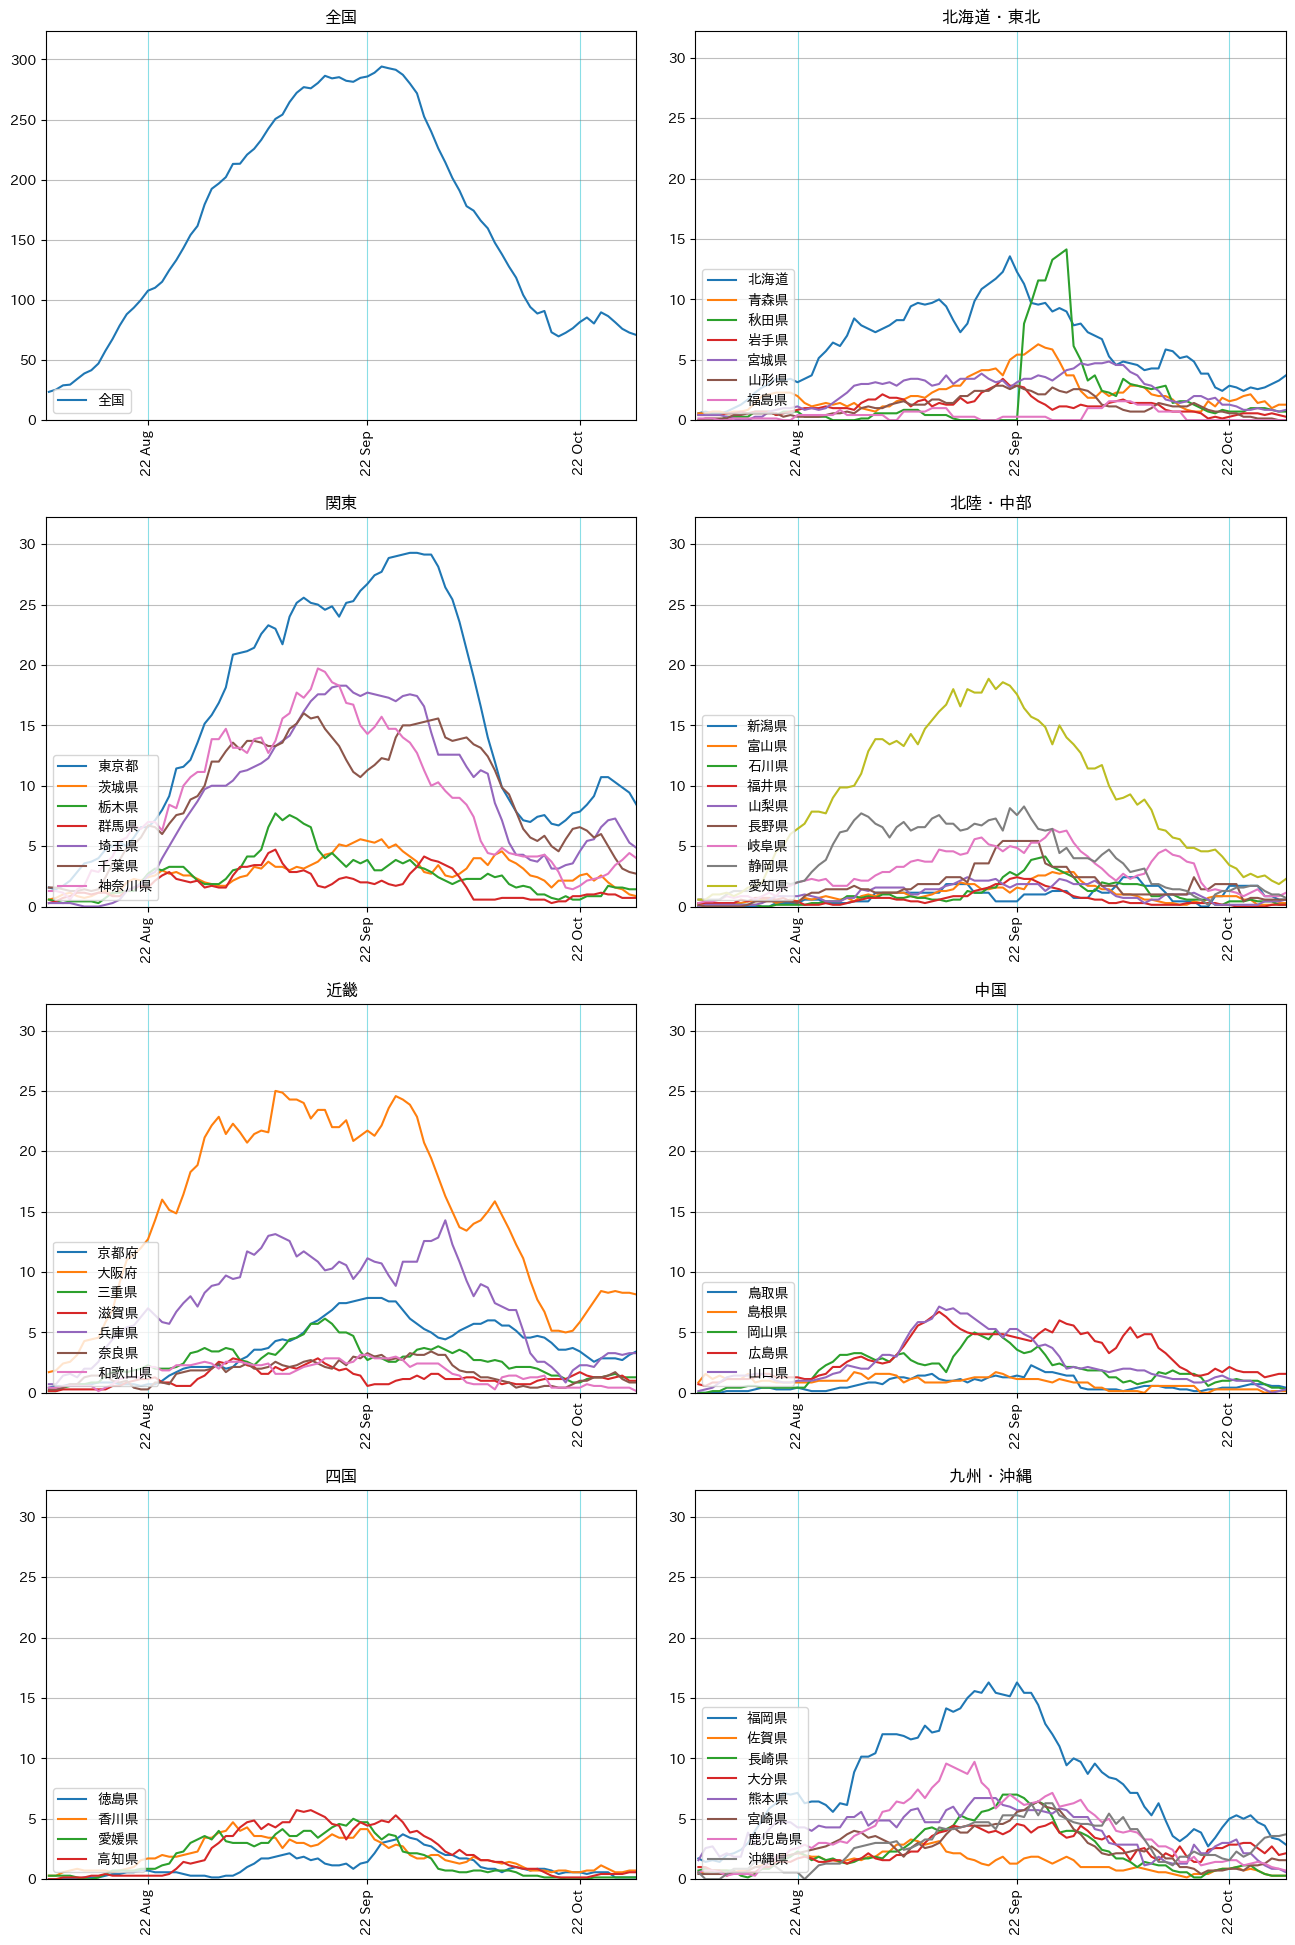 全国
300
250
200
150
100
50
0
全国
22 Aug
22 Sep
22 Oct
北海道・東北
30
25
20
15
10
5
0
北海道
青森県
秋田県
岩手県
宮城県
山形県
福島県
22 Aug
22 Sep
22 Oct
関東
30
25
20
15
10
5
0
東京都
茨城県
栃木県
群馬県
埼玉県
千葉県
神奈川県
22 Aug
22 Sep
22 Oct
北陸・中部
30
25
20
15
10
5
0
新潟県
富山県
石川県
福井県
山梨県
長野県
岐阜県
静岡県
愛知県
22 Aug
22 Sep
22 Oct
近畿
30
25
20
15
10
5
0
京都府
大阪府
三重県
滋賀県
兵庫県
奈良県
和歌山県
22 Aug
22 Sep
22 Oct
中国
30
25
20
15
10
5
0
鳥取県
島根県
岡山県
広島県
山口県
22 Aug
22 Sep
22 Oct
四国
30
25
20
15
10
5
0
徳島県
香川県
愛媛県
高知県
22 Aug
22 Sep
22 Oct
九州・沖縄
30
25
20
15
10
5
0
福岡県
佐賀県
長崎県
大分県
熊本県
宮崎県
鹿児島県
沖縄県
22 Aug
22 Sep
22 Oct